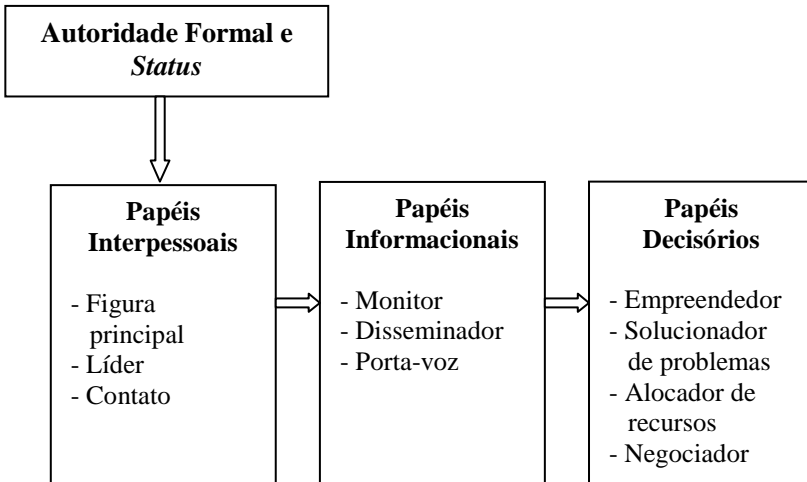 Autoridade Formal e
Status
Papéis
Interpessoais
- Figura
principal
- Líder
- Contato
Papéis
Informacionais
- Monitor
- Disseminador
- Porta-voz
Papéis
Decisórios
- Empreendedor
- Solucionador
de problemas
- Alocador de
recursos
- Negociador